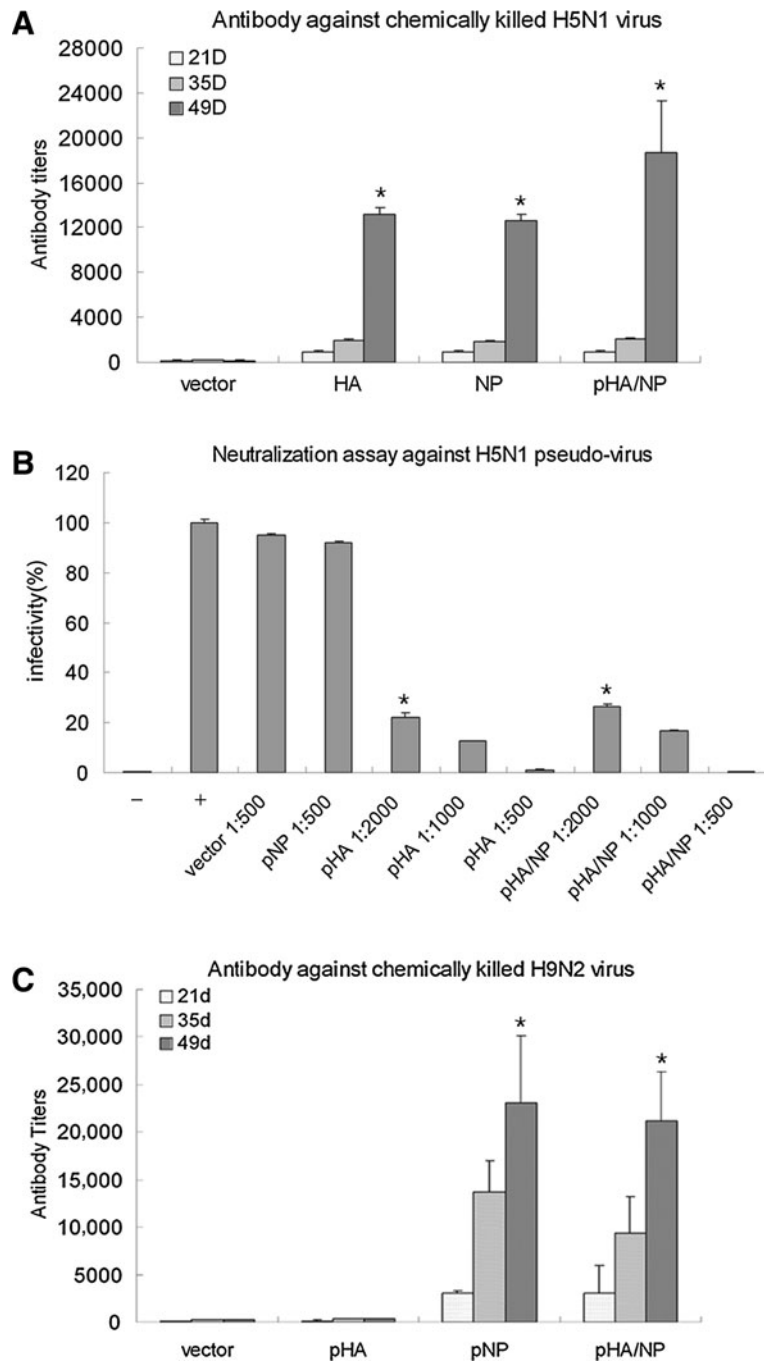 A
Antibody against chemically killed H5N1 virus
28000
24000
20000
16000
12000
8000
4000
0
Antibody titers
21D
35D
49D
*
*
*
vector
HA
NP
pHA/NP
B
Neutralization assay against H5N1 pseudo-virus
120
100
80
60
40
20
0
infectivity(%)
*
*
−
+
vector 1:500
pNP 1:500
pHA 1:2000
pHA 1:1000
pHA 1:500
pHA/NP 1:2000
pHA/NP 1:1000
pHA/NP 1:500
C
Antibody against chemically killed H9N2 virus
35,000
30,000
25,000
20,000
15,000
10,000
5000
0
Antibody Titers
21d
35d
49d
*
*
vector
pHA
pNP
pHA/NP